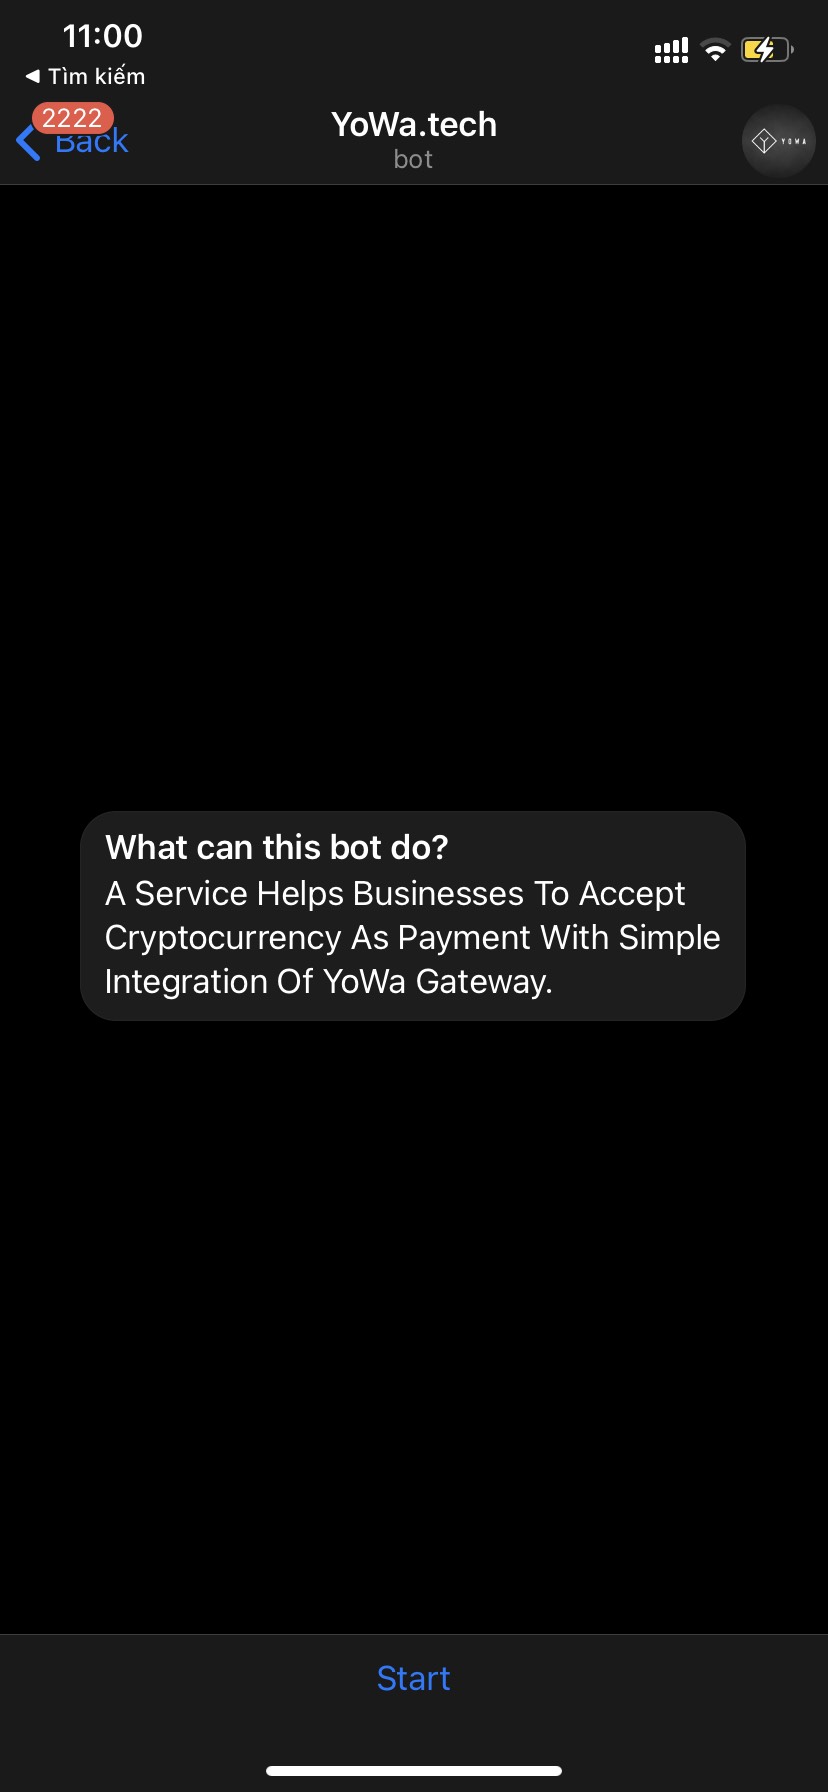 11:00
Tìm kiếm
2222
Back
YoWa.tech
bot
YOWA
What can this bot do?
A Service Helps Businesses To Accept
Cryptocurrency As Payment With Simple
Integration Of YoWa Gateway.
Start